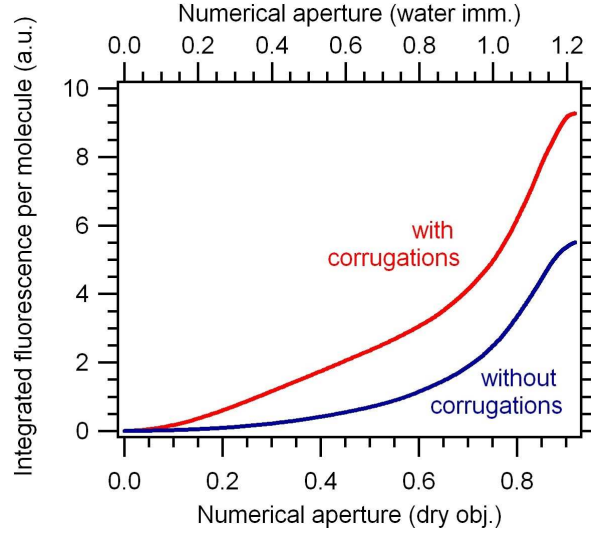 Numerical aperture (water imm.)
0.0 0.2 0.4 0.6 0.8 1.0 1.2
Integrated fluorescence per molecule (a.u.)
10
8
6
4
2
0
with
corrugations
without
corrugations
0.0 0.2 0.4 0.6 0.8
Numerical aperture (dry obj.)